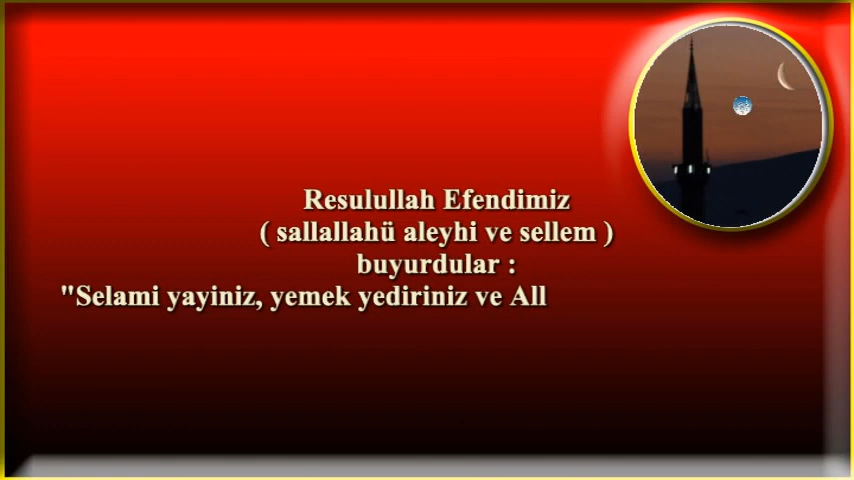 Resulullah Efendimiz
( sallallahü aleyhi ve sellem )
buyurdular :
"Selami yayiniz, yemek yediriniz ve All